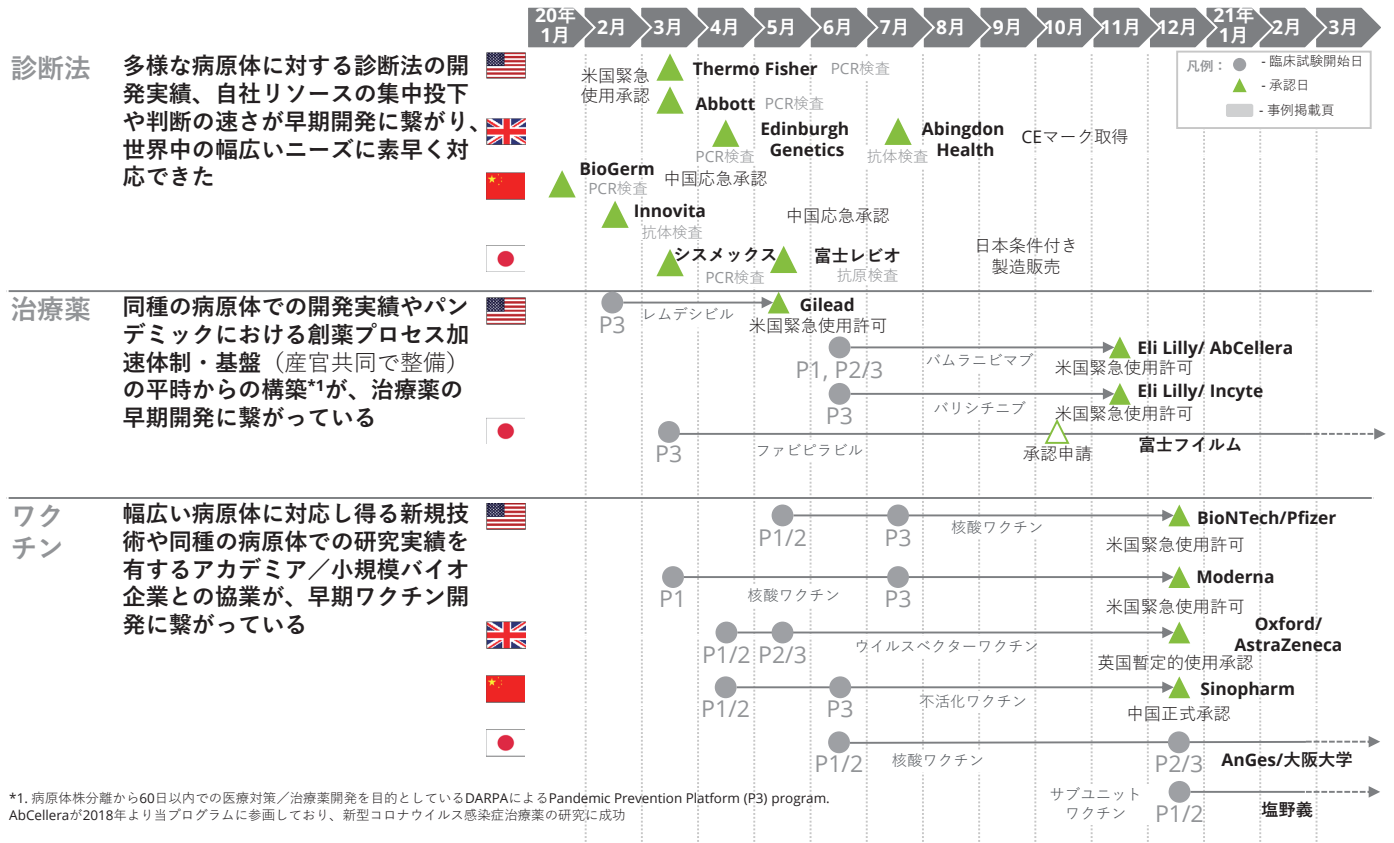 20年
1月
2月
3月
4月
5月
6月
7月
8月
9月
10月
11月
12月
21年
1月
2月
3月
凡例：
- 臨床試験開始日
- 承認日
- 事例掲載頁
診断法
多様な病原体に対する診断法の開
発実績、自社リソースの集中投下
や判断の速さが早期開発に繋がり、
世界中の幅広いニーズに素早く対
応できた
米国緊急
使用承認
Thermo Fisher PCR検査
Abbott PCR検査
Edinburgh
Genetics
PCR検査
Abingdon
Health
抗体検査
CEマーク取得
BioGerm
PCR検査
中国応急承認
Innovita
抗体検査
中国応急承認
シスメックス
PCR検査
富士レビオ
抗原検査
日本条件付き
製造販売
治療薬
同種の病原体での開発実績やパン
デミックにおける創薬プロセス加
速体制・基盤（産官共同で整備）
の平時からの構築*1が、治療薬の
早期開発に繋がっている
P3
レムデシビル
Gilead
米国緊急使用許可
P1, P2/3
バムラニビマブ
Eli Lilly/ AbCellera
米国緊急使用許可
P3
バリシチニブ
Eli Lilly/ Incyte
米国緊急使用許可
P3
ファビピラビル
承認申請
富士フイルム
ワク
チン
幅広い病原体に対応し得る新規技
術や同種の病原体での研究実績を
有するアカデミア／小規模バイオ
企業との協業が、早期ワクチン開
発に繋がっている
P1/2
P3
核酸ワクチン
BioNTech/Pfizer
米国緊急使用許可
P1
核酸ワクチン
P3
Moderna
米国緊急使用許可
P1/2
P2/3
ウイルスベクターワクチン
Oxford/
AstraZeneca
英国暫定的使用承認
P1/2
P3
不活化ワクチン
Sinopharm
中国正式承認
P1/2
核酸ワクチン
P2/3
AnGes/大阪大学
サブユニット
ワクチン
P1/2
塩野義
*1. 病原体株分離から60日以内での医療対策／治療薬開発を目的としているDARPAによるPandemic Prevention Platform (P3) program.
AbCelleraが2018年より当プログラムに参画しており、新型コロナウイルス感染症治療薬の研究に成功